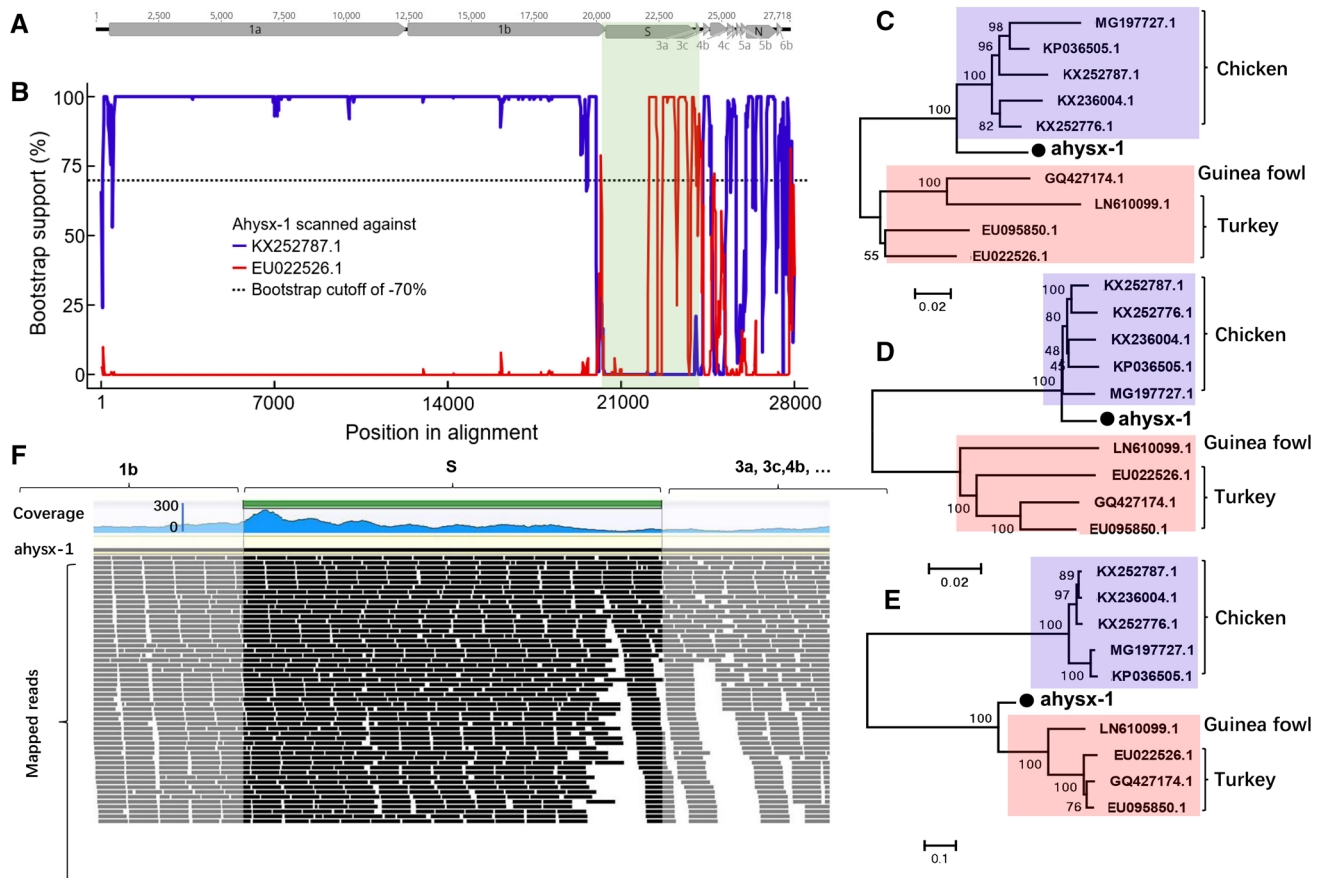 A
1 2,500 5,000 7,500 10,000 12,500 15,000 17,500 20,000 22,500 25,000 27,718
1a 1b S N
3a 3c 4b 4c 5a 5b 6b
B
Bootstrap support (%)
100
75
50
25
0
Ahysx-1 scanned against
KX252787.1
EU022526.1
Bootstrap cutoff of -70%
1 7000 14000 21000 28000
Position in alignment
C
98
96
100
82
100
MG197727.1
KP036505.1
KX252787.1
KX236004.1
KX252776.1
Chicken
ahysx-1
100
55
GQ427174.1
LN610099.1
EU095850.1
EU022526.1
Guinea fowl
Turkey
0.02
D
100
80
48
45
100
KX252787.1
KX252776.1
KX236004.1
KP036505.1
MG197727.1
Chicken
ahysx-1
LN610099.1
EU022526.1
GQ427174.1
EU095850.1
100
100
Guinea fowl
Turkey
0.02
E
89
97
100
100
KX252787.1
KX236004.1
KX252776.1
MG197727.1
KP036505.1
Chicken
ahysx-1
100
100
100
76
LN610099.1
EU022526.1
GQ427174.1
EU095850.1
Guinea fowl
Turkey
0.1
F
1b S 3a, 3c,4b, ...
Coverage
300
0
ahysx-1
Mapped reads